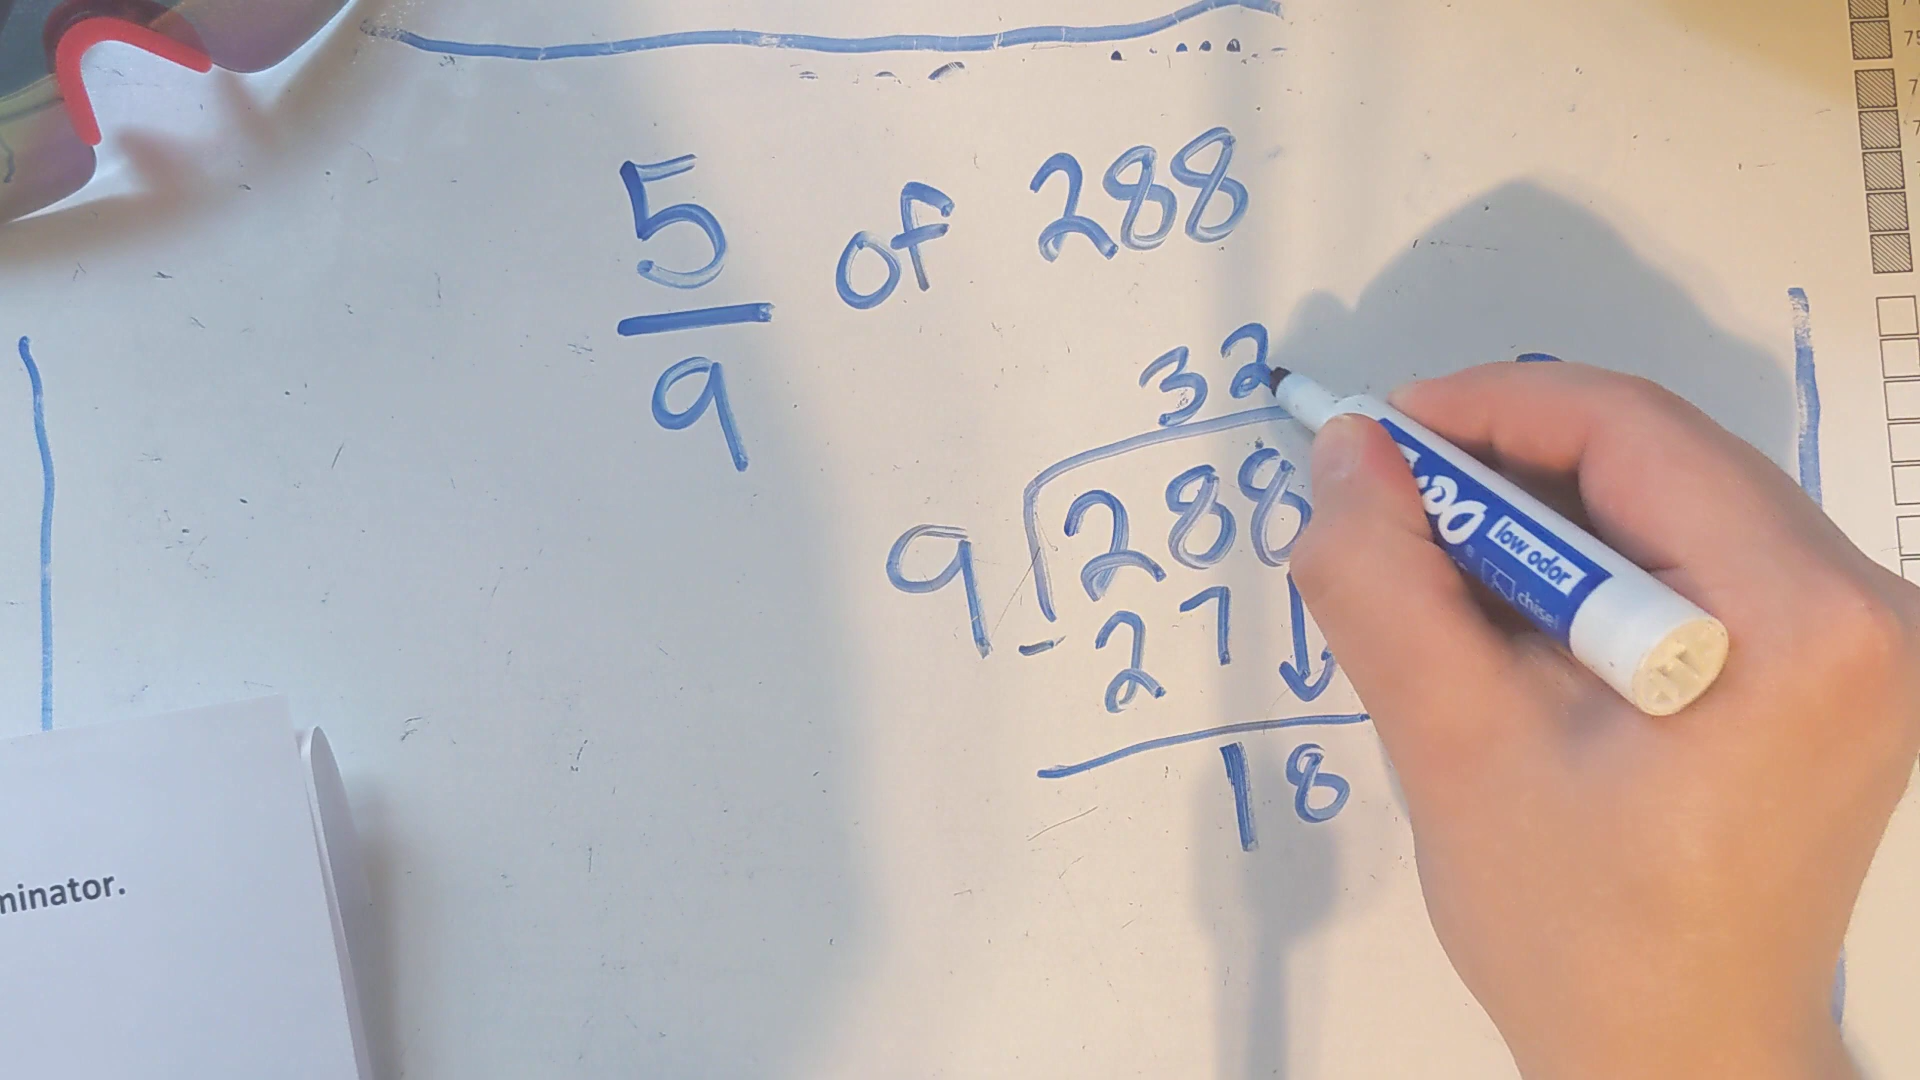 5
of 288
9
32
9 288
- 27
18
low odor
chisel
minator.